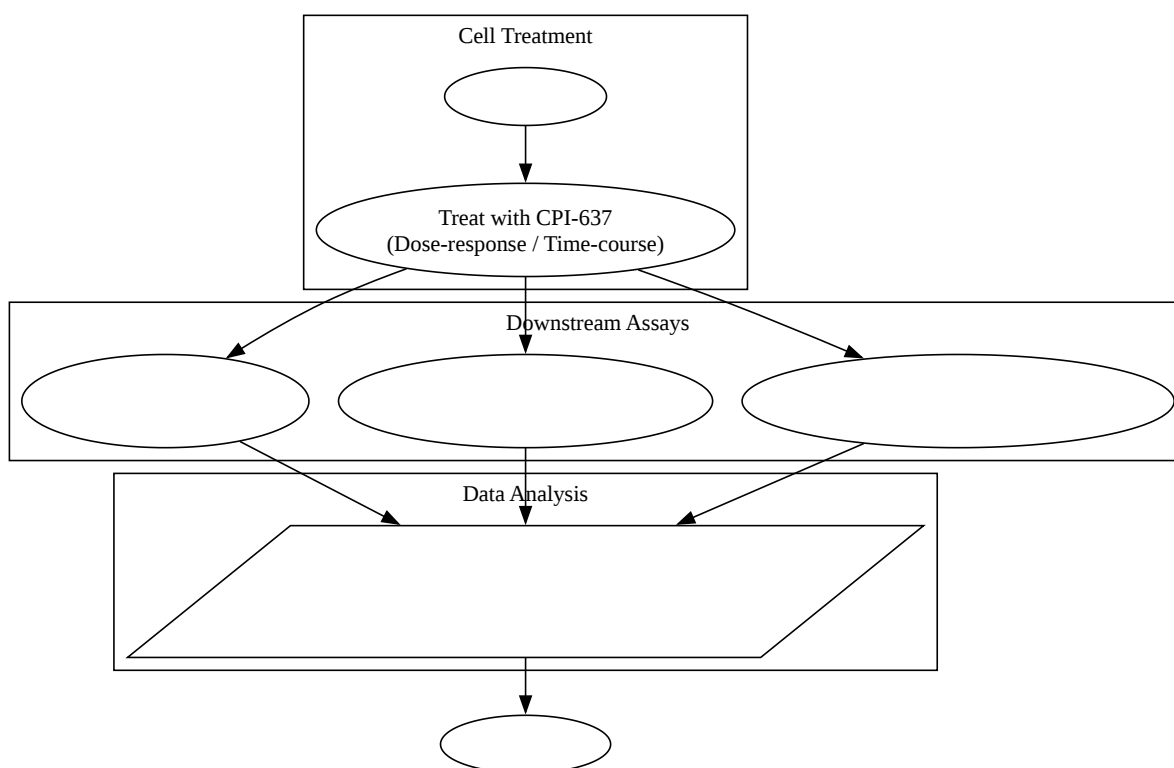 Cell Treatment
Treat with CPI-637
(Dose-response / Time-course)
Downstream Assays
Data Analysis